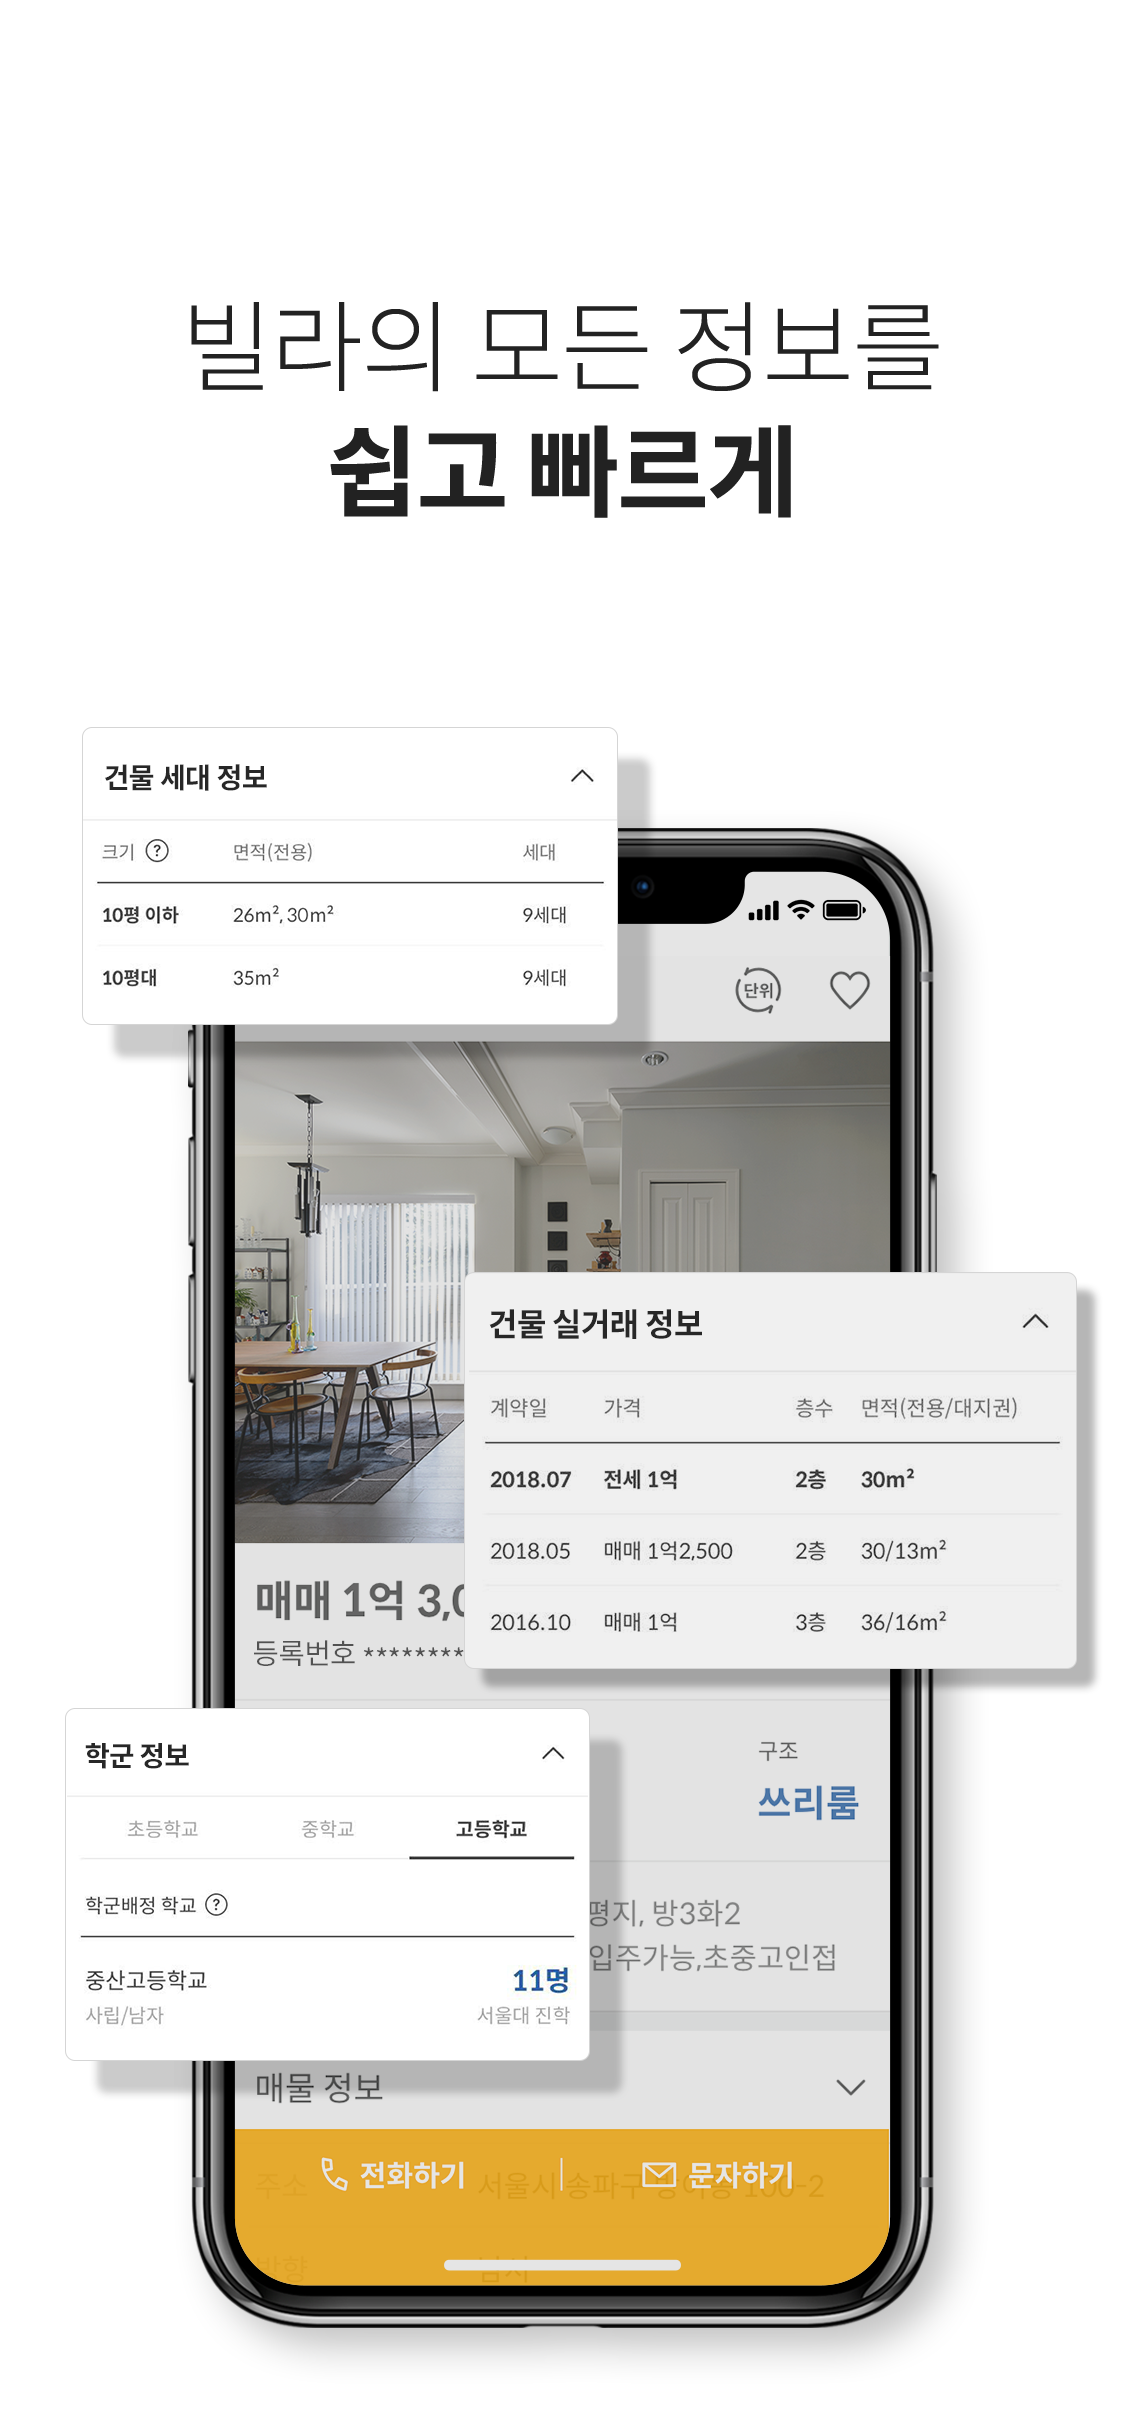 빌라의 모든 정보를
쉽고 빠르게
건물 세대 정보
크기 ? 면적(전용) 세대
10평 이하 26m², 30m² 9세대
10평대 35m² 9세대
단위
건물 실거래 정보
계약일 가격 층수 면적(전용/대지권)
2018.07 전세 1억 2층 30m²
2018.05 매매 1억2,500 2층 30/13m²
2016.10 매매 1억 3층 36/16m²
매매 1억 3,0
등록번호 ********
학군 정보
초등학교 중학교 고등학교
학군배정 학교 ?
중산고등학교 11명
사립/남자 서울대 진학
구조
쓰리룸
평지, 방3화2
입주가능,초중고인접
매물 정보
전화하기 | 문자하기
주소 서울시 송파구 방이동 100-2
방향 남서